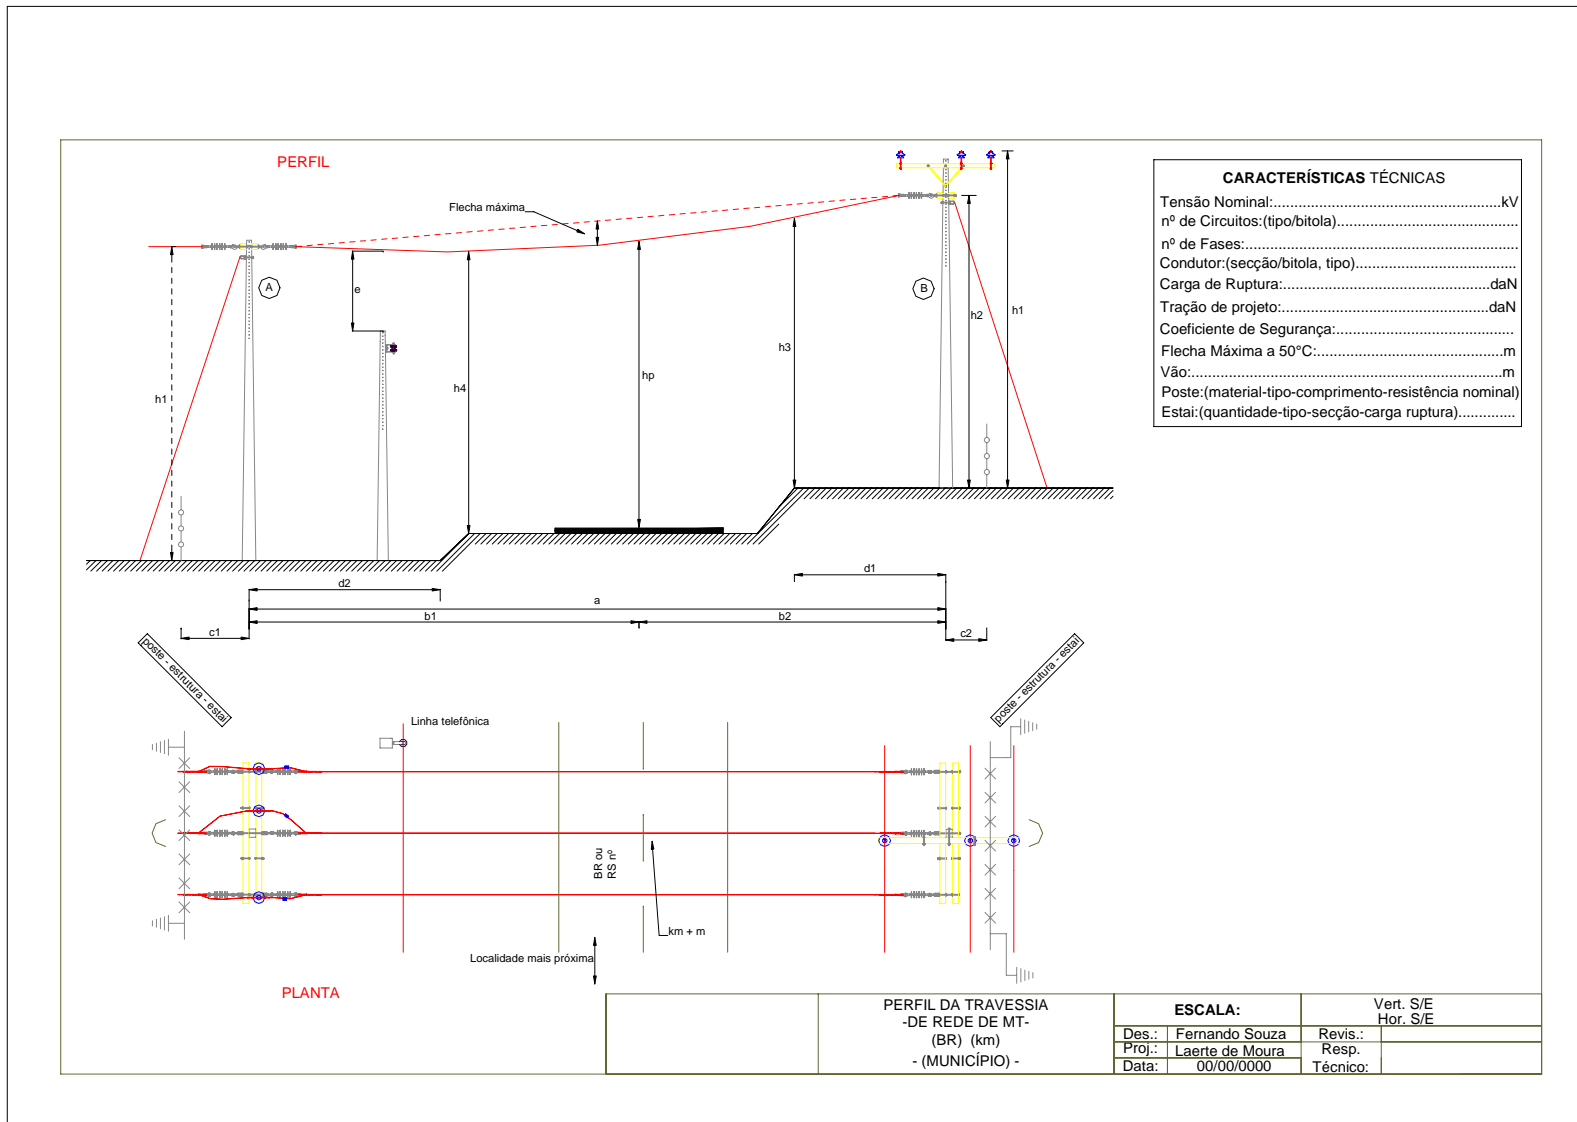 PERFIL
Flecha máxima
A
B
e
h1
h4
hp
h3
h2
h1
CARACTERÍSTICAS TÉCNICAS
Tensão Nominal:......................................................kV
nº de Circuitos:(tipo/bitola)...........................................
nº de Fases:.................................................................
Condutor:(secção/bitola, tipo)......................................
Carga de Ruptura:..................................................daN
Tração de projeto:..................................................daN
Coeficiente de Segurança:...........................................
Flecha Máxima a 50°C:............................................m
Vão:..........................................................................m
Poste:(material-tipo-comprimento-resistência nominal)
Estai:(quantidade-tipo-secção-carga ruptura)..............
d2
d1
a
b1
b2
c1
c2
poste - estrutura - estai
poste - estrutura - estai
Linha telefônica
BR ou
RS nº
km + m
Localidade mais próxima
PLANTA
PERFIL DA TRAVESSIA
-DE REDE DE MT-
(BR) (km)
- (MUNICÍPIO) -
ESCALA:
Vert. S/E
Hor. S/E
Des.: Fernando Souza
Revis.:
Proj.: Laerte de Moura
Resp.
Data: 00/00/0000
Técnico: